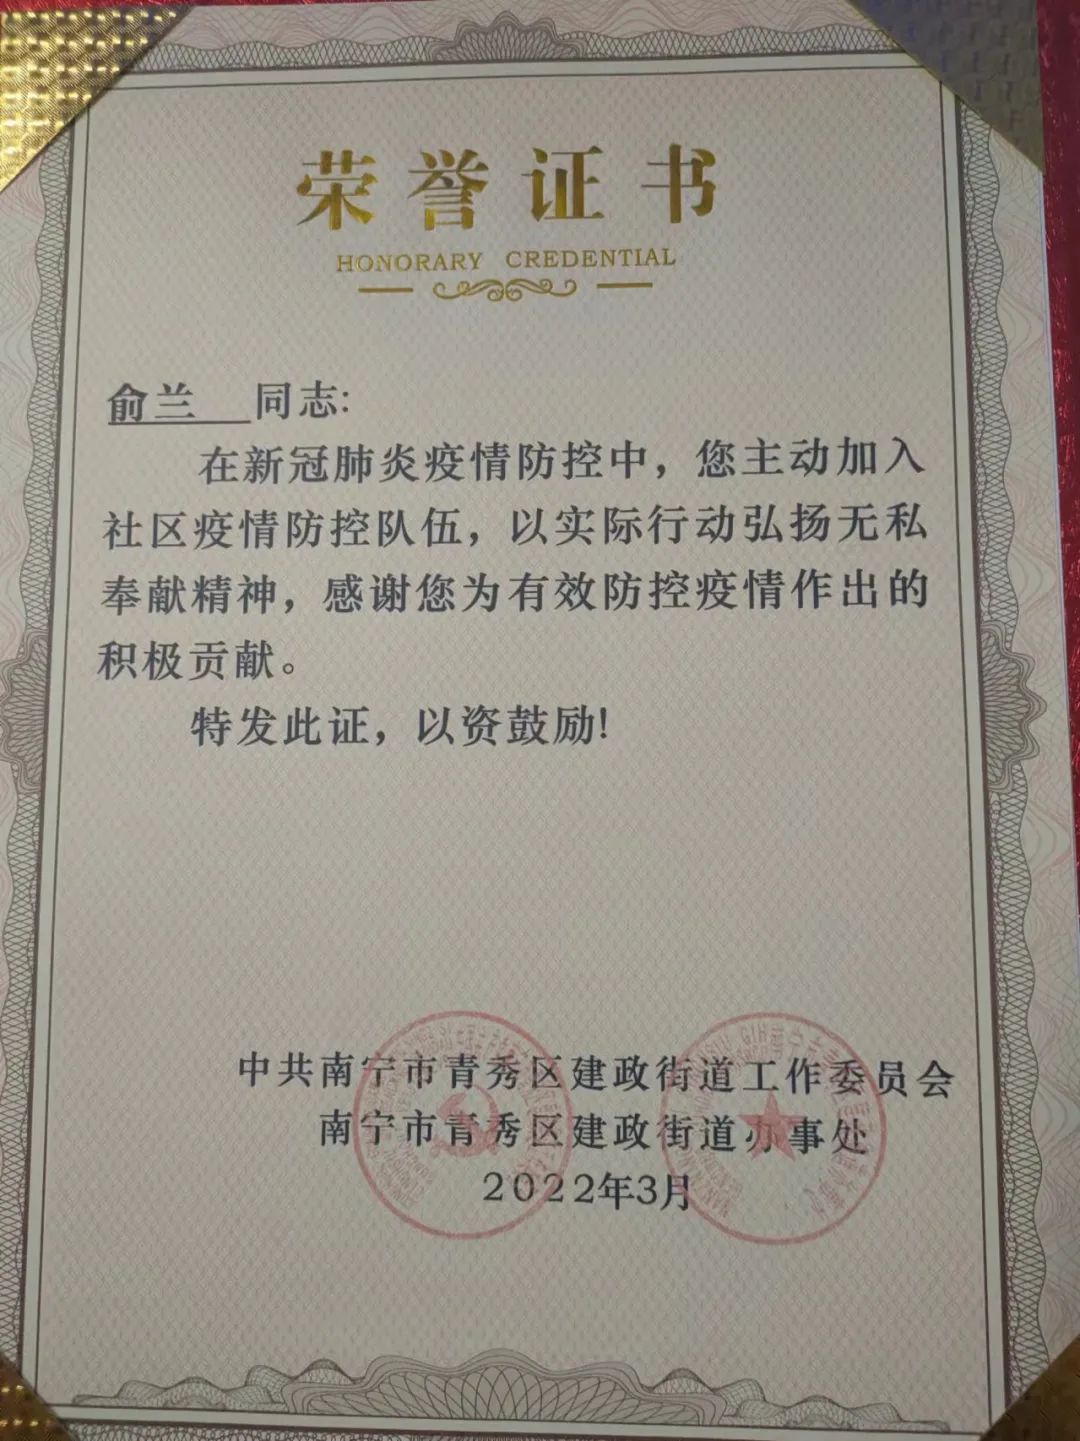 荣誉证书
HONORARY CREDENTIAL
俞兰 同志:
在新冠肺炎疫情防控中，您主动加入
社区疫情防控队伍，以实际行动弘扬无私
奉献精神，感谢您为有效防控疫情作出的
积极贡献。
特发此证，以资鼓励!
中共南宁市青秀区建政街道工作委员会
南宁市青秀区建政街道办事处
2022年3月